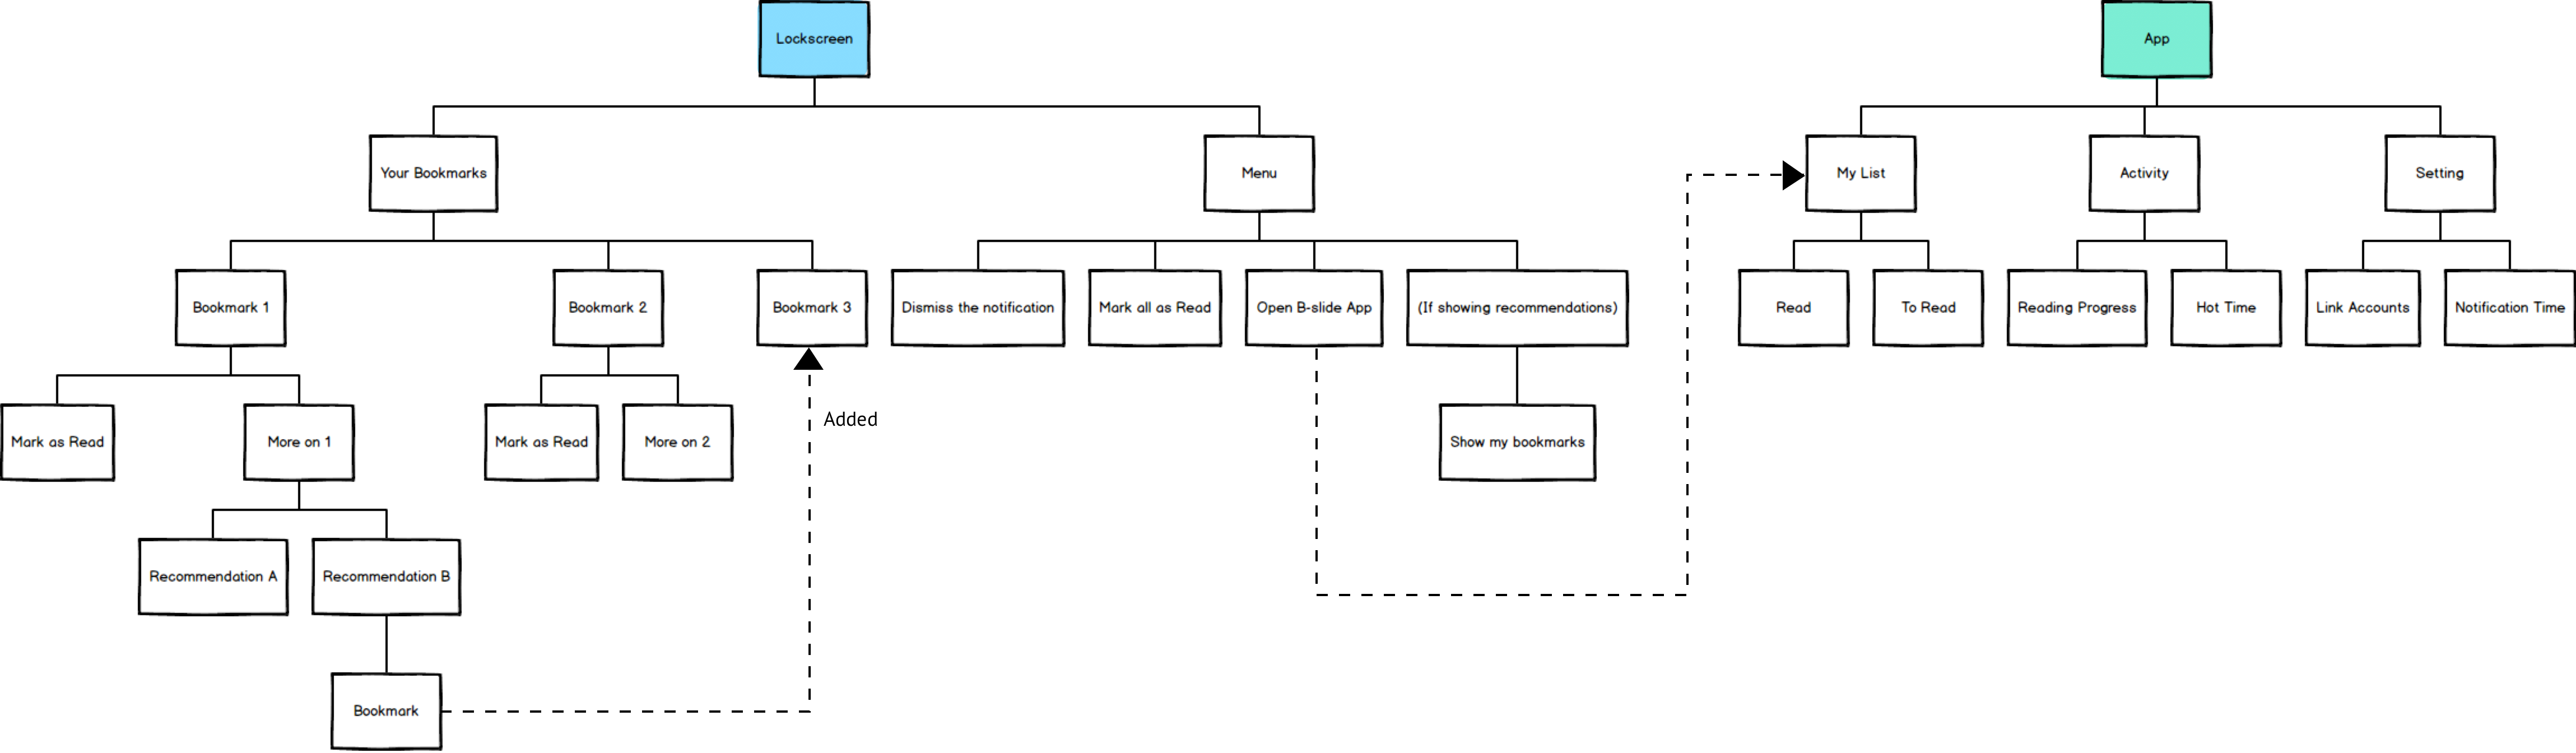 Lockscreen
App
Your Bookmarks
Menu
My List
Activity
Setting
Bookmark 1
Bookmark 2
Bookmark 3
Dismiss the notification
Mark all as Read
Open B-slide App
(If showing recommendations)
Read
To Read
Reading Progress
Hot Time
Link Accounts
Notification Time
Added
Mark as Read
More on 1
Mark as Read
More on 2
Show my bookmarks
Recommendation A
Recommendation B
Bookmark